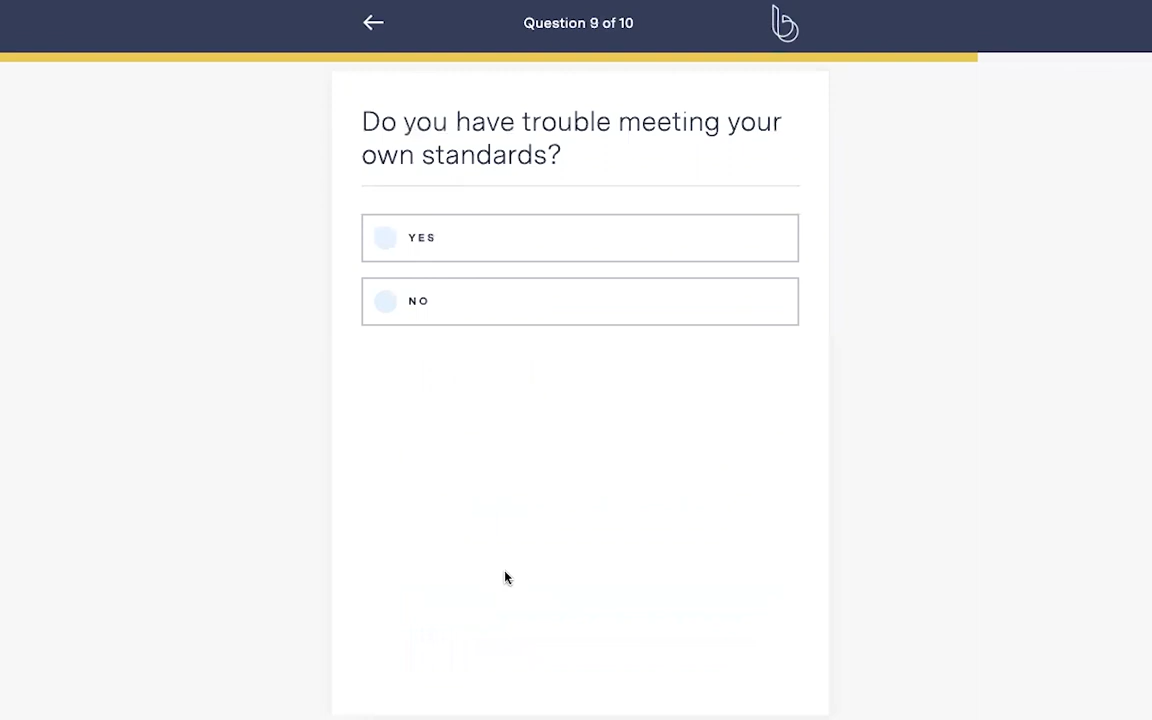 Question 9 of 10
Do you have trouble meeting your
own standards?
YES
NO